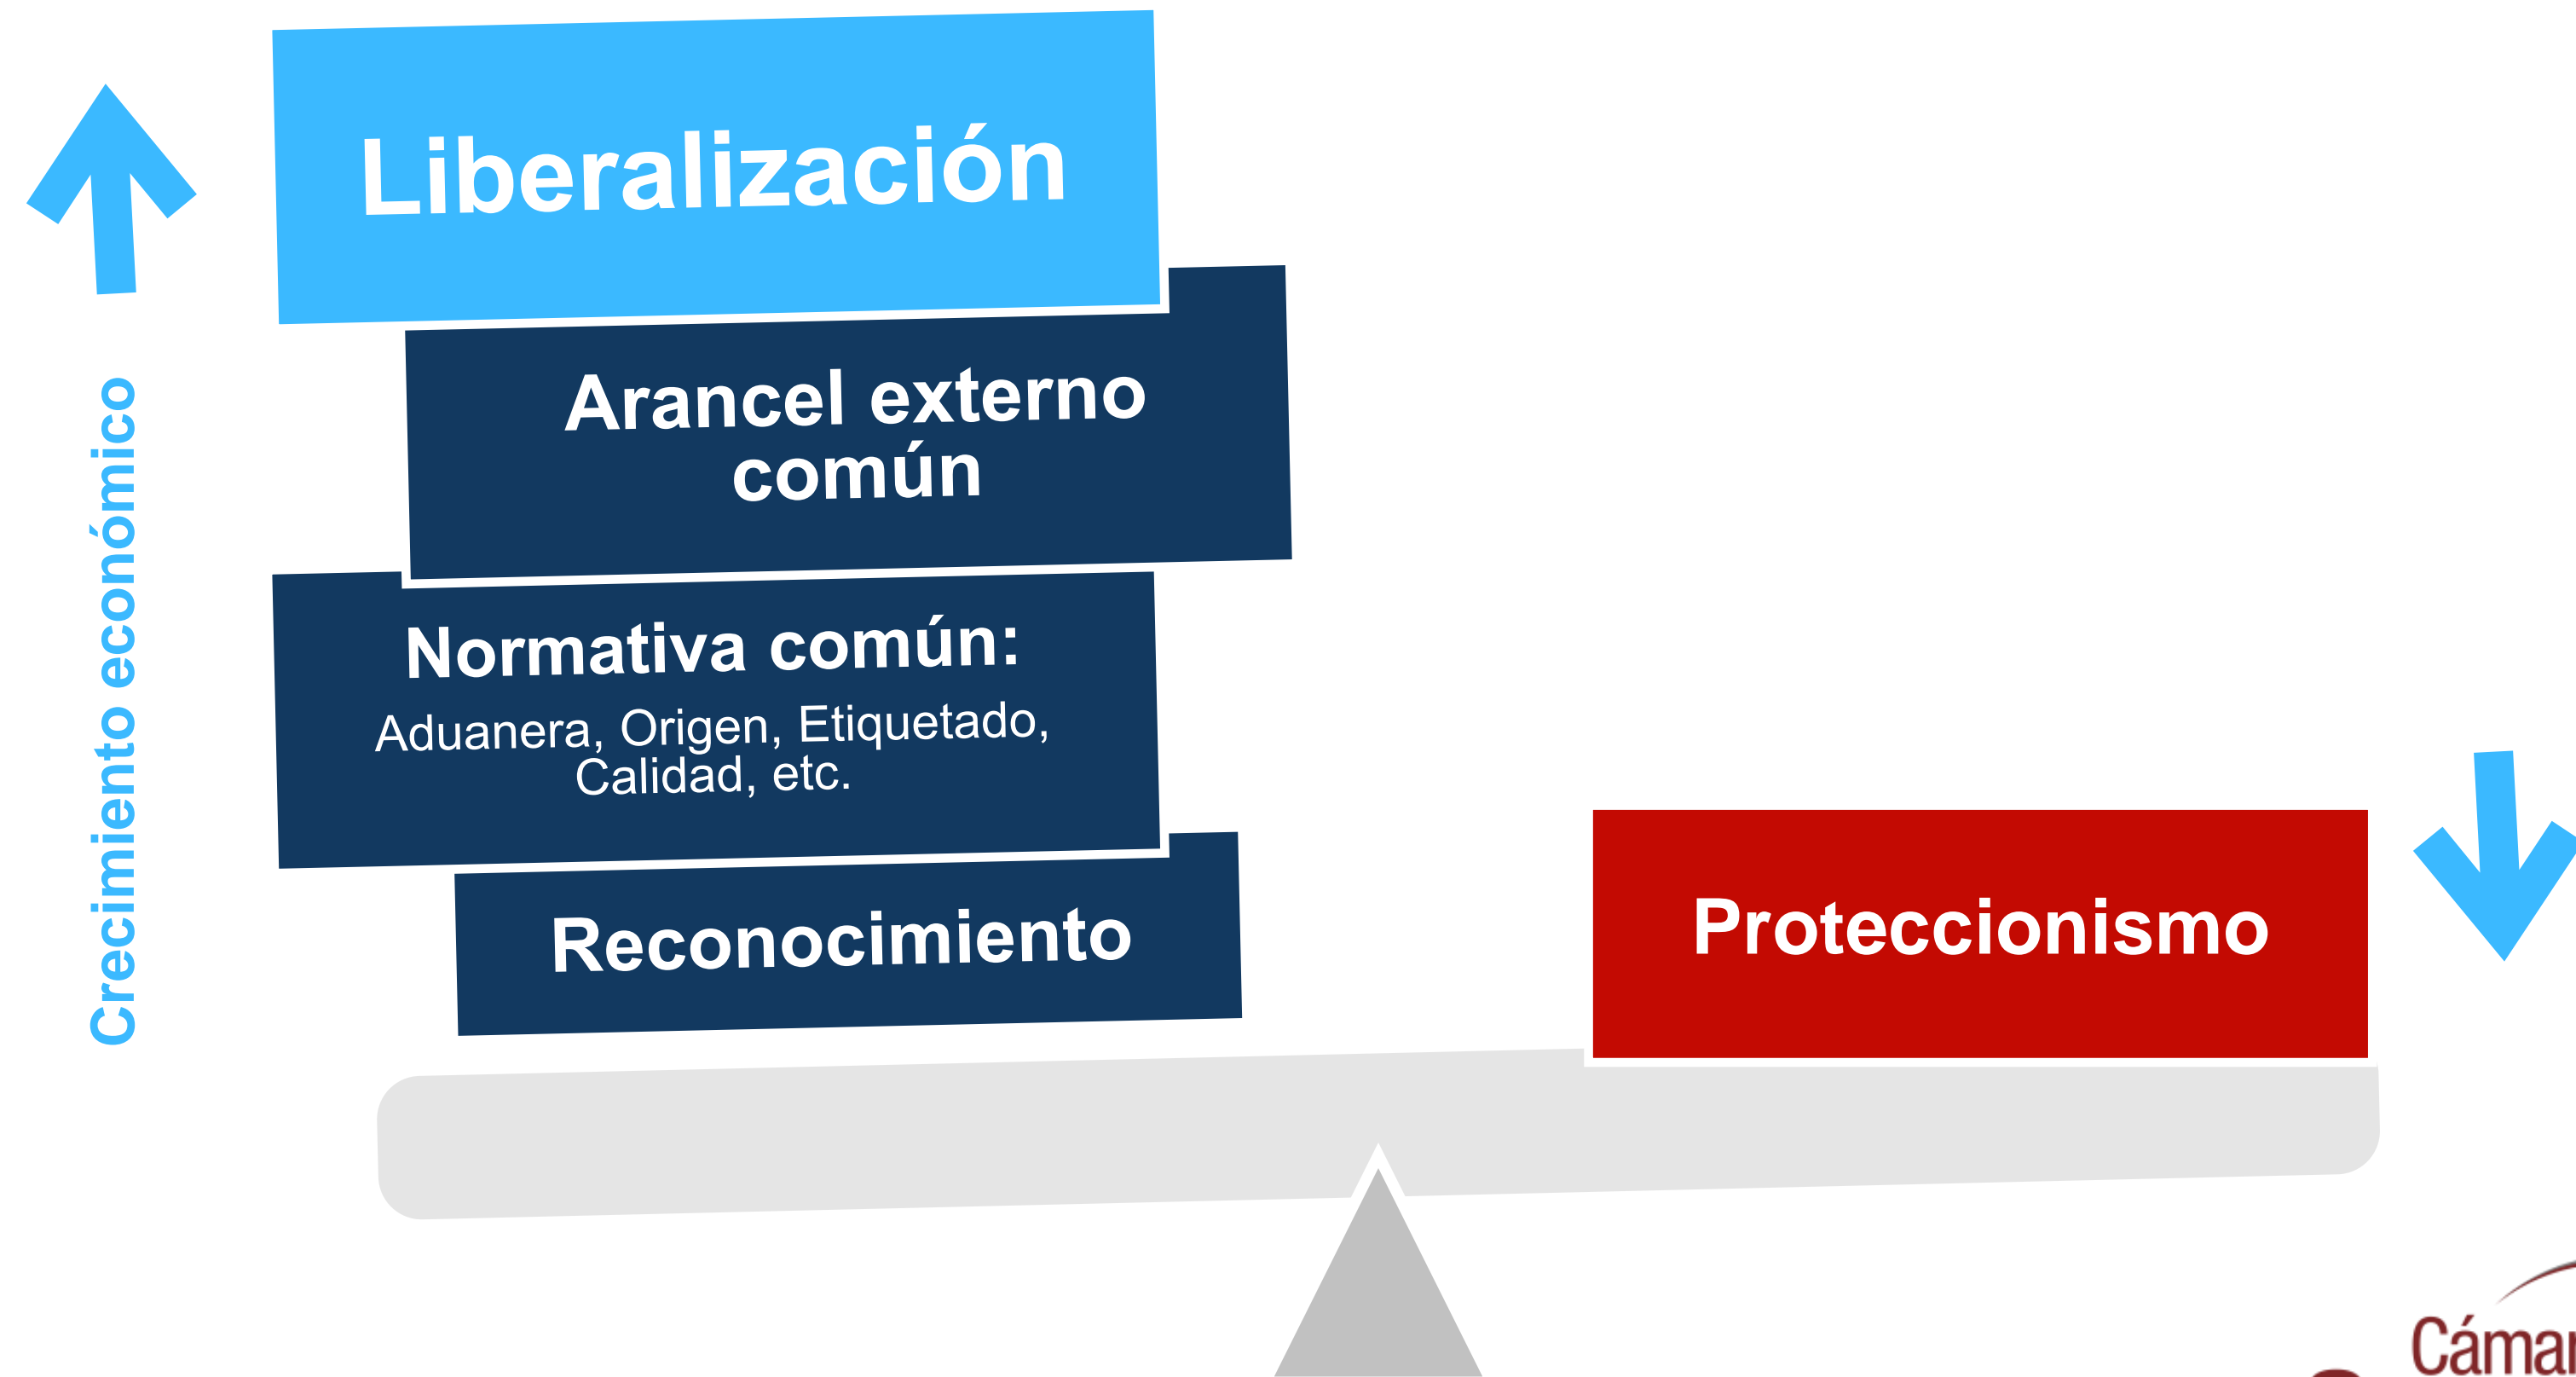 Liberalización
Arancel externo
común
Normativa común:
Aduanera, Origen, Etiquetado,
Calidad, etc.
Reconocimiento
Crecimiento económico
Proteccionismo